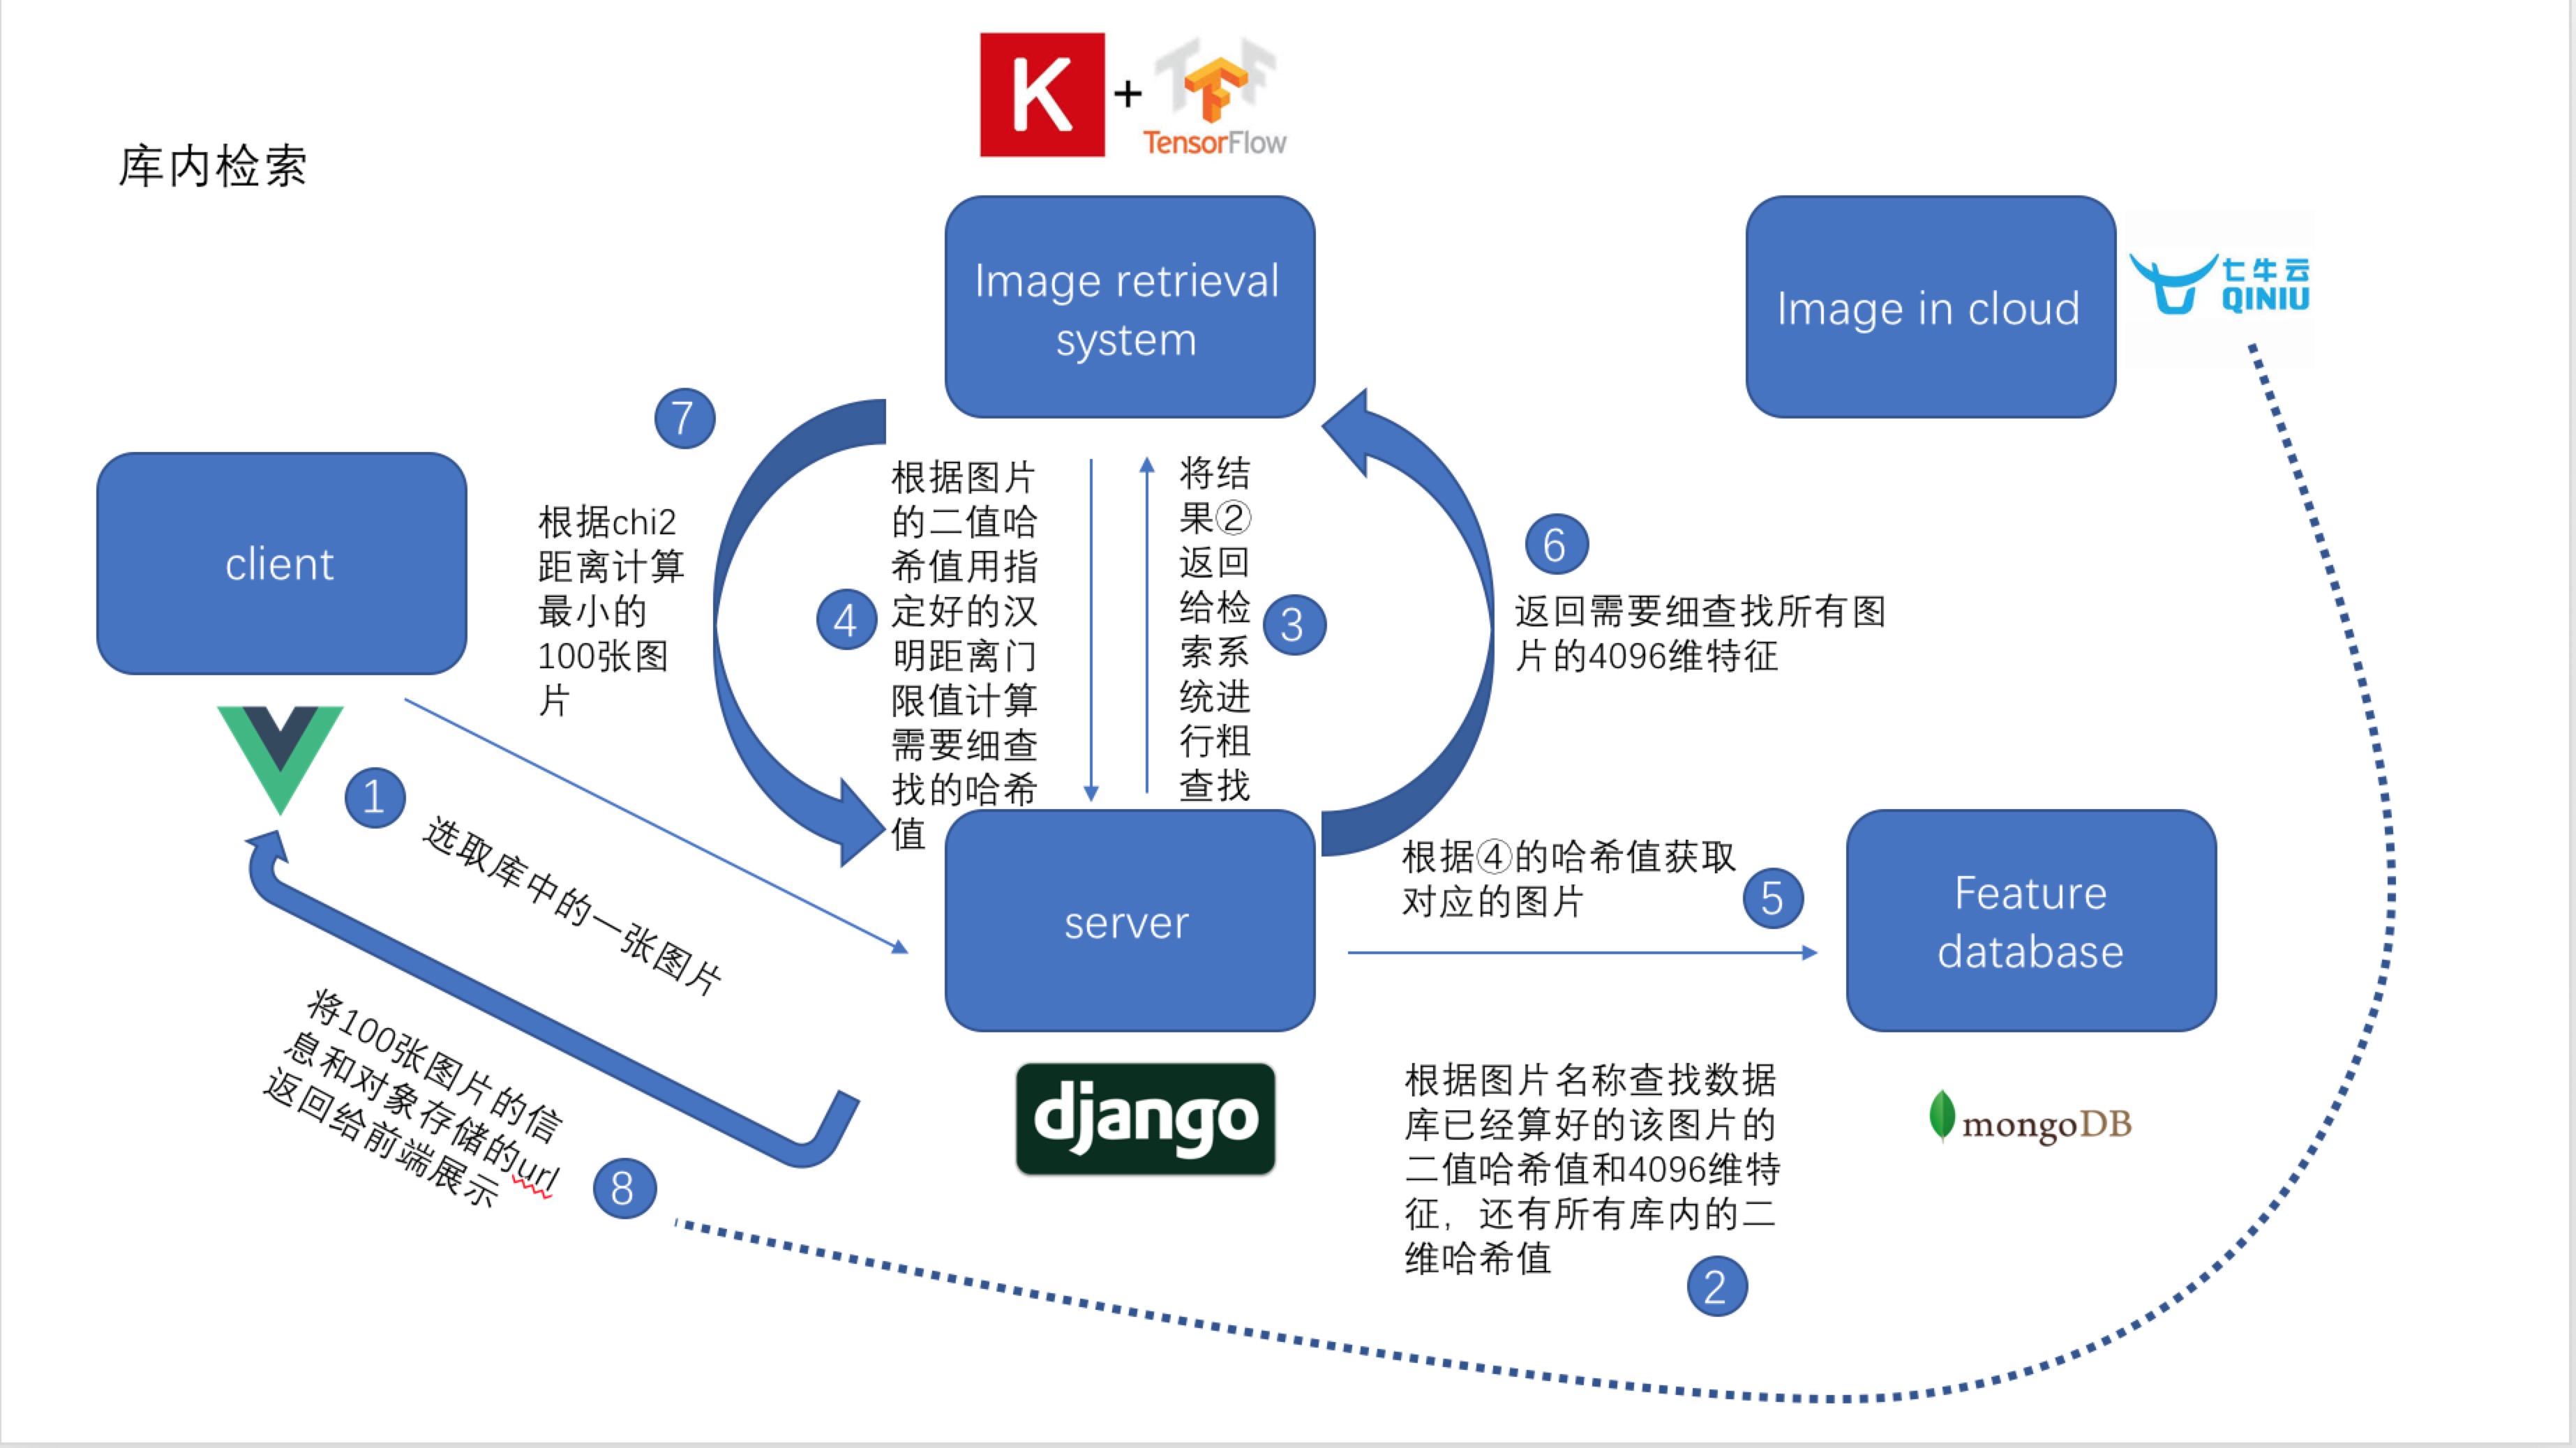 库内检索
K
+
TensorFlow
Image retrieval
system
Image in cloud
七牛云
QINIU
client
7
根据chi2
距离计算
最小的
100张图
片
4
根据图片
的二值哈
希值用指
定好的汉
明距离门
限值计算
需要细查
找的哈希
值
将结
果②
返回
给检
索系
统进
行粗
查找
3
6
返回需要细查找所有图
片的4096维特征
1
选取库中的一张图片
server
django
根据④的哈希值获取
对应的图片
5
Feature
database
mongoDB
根据图片名称查找数据
库已经算好的该图片的
二值哈希值和4096维特
征，还有所有库内的二
维哈希值
2
将100张图片的信
息和对象存储的url
返回给前端展示
8